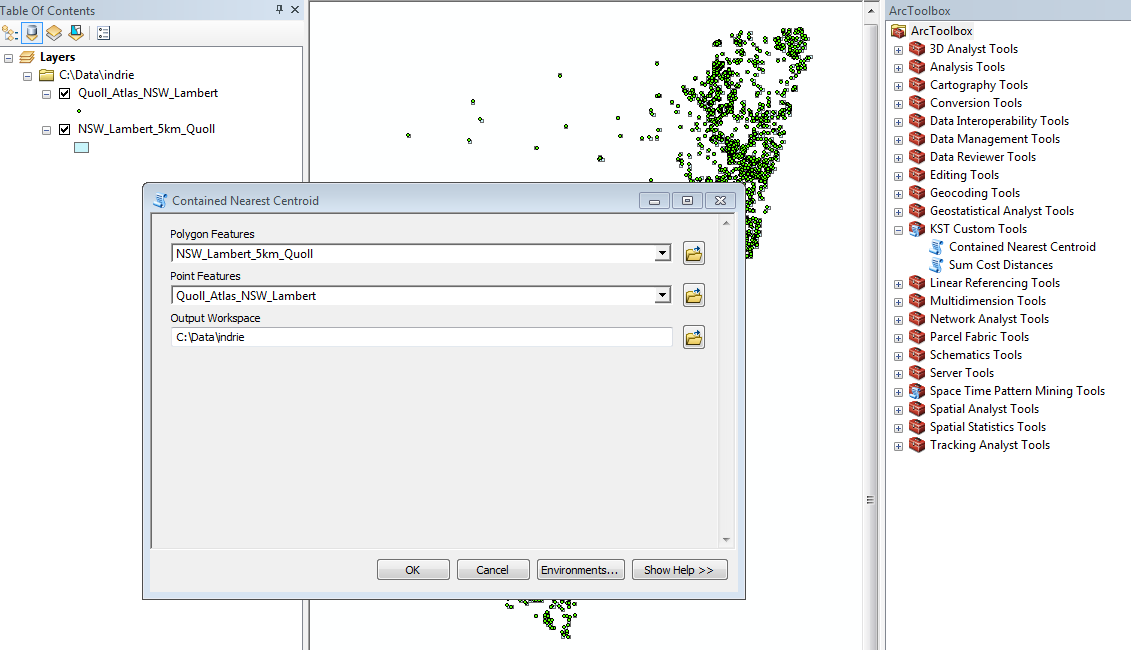 Table Of Contents
Layers
C:\Data\indrie
Quoll_Atlas_NSW_Lambert
NSW_Lambert_5km_Quoll
Contained Nearest Centroid
Polygon Features
NSW_Lambert_5km_Quoll
Point Features
Quoll_Atlas_NSW_Lambert
Output Workspace
C:\Data\indrie
OK
Cancel
Environments...
Show Help >>
ArcToolbox
ArcToolbox
3D Analyst Tools
Analysis Tools
Cartography Tools
Conversion Tools
Data Interoperability Tools
Data Management Tools
Data Reviewer Tools
Editing Tools
Geocoding Tools
Geostatistical Analyst Tools
KST Custom Tools
Contained Nearest Centroid
Sum Cost Distances
Linear Referencing Tools
Multidimension Tools
Network Analyst Tools
Parcel Fabric Tools
Schematics Tools
Server Tools
Space Time Pattern Mining Tools
Spatial Analyst Tools
Spatial Statistics Tools
Tracking Analyst Tools